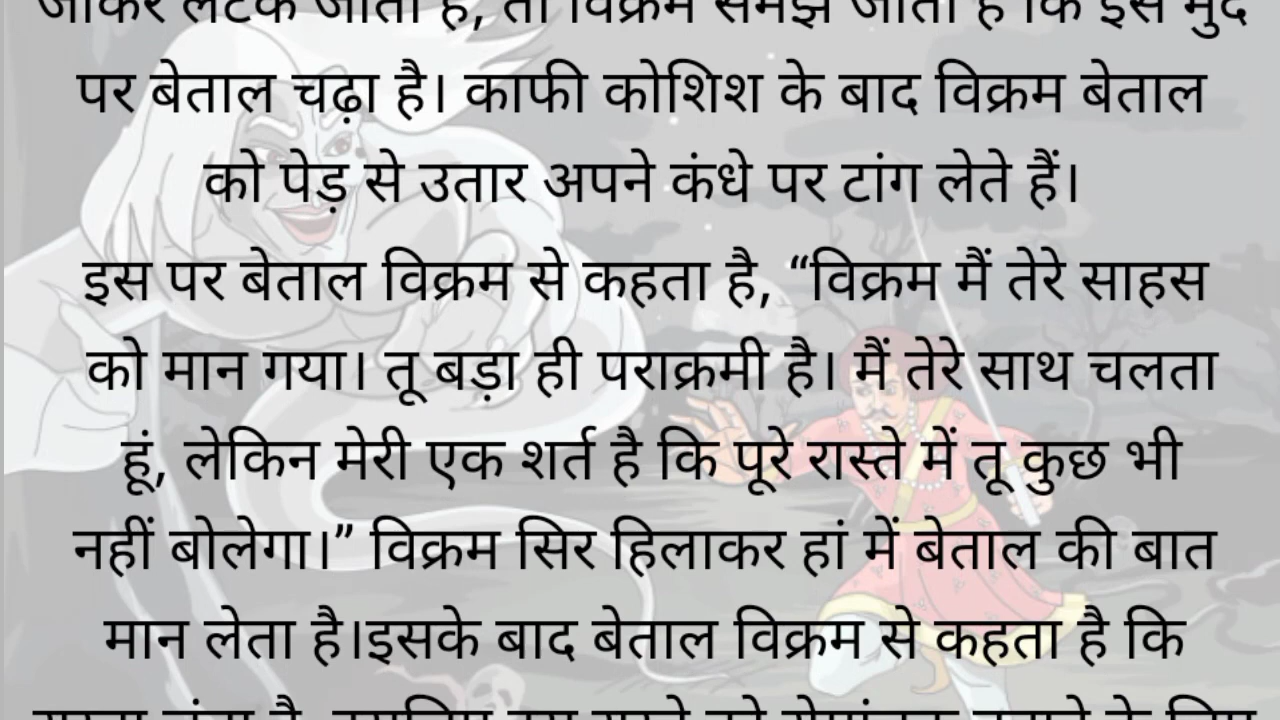 जाकर लटक जाता है, तो विक्रम समझ जाता है कि इस मुर्दे
पर बेताल चढ़ा है। काफी कोशिश के बाद विक्रम बेताल
को पेड़ से उतार अपने कंधे पर टांग लेते हैं।
इस पर बेताल विक्रम से कहता है, “विक्रम मैं तेरे साहस
को मान गया। तू बड़ा ही पराक्रमी है। मैं तेरे साथ चलता
हूं, लेकिन मेरी एक शर्त है कि पूरे रास्ते में तू कुछ भी
नहीं बोलेगा।” विक्रम सिर हिलाकर हां में बेताल की बात
मान लेता है।इसके बाद बेताल विक्रम से कहता है कि